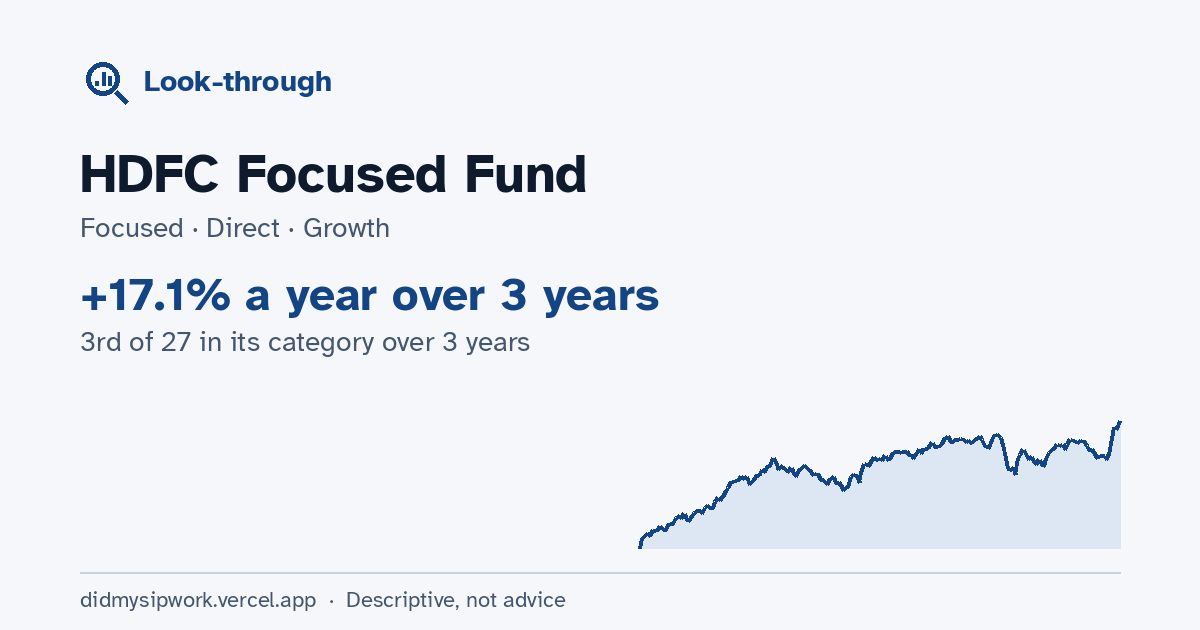 Look-through
HDFC Focused Fund
Focused · Direct · Growth
+17.1% a year over 3 years
3rd of 27 in its category over 3 years
didmysipwork.vercel.app · Descriptive, not advice